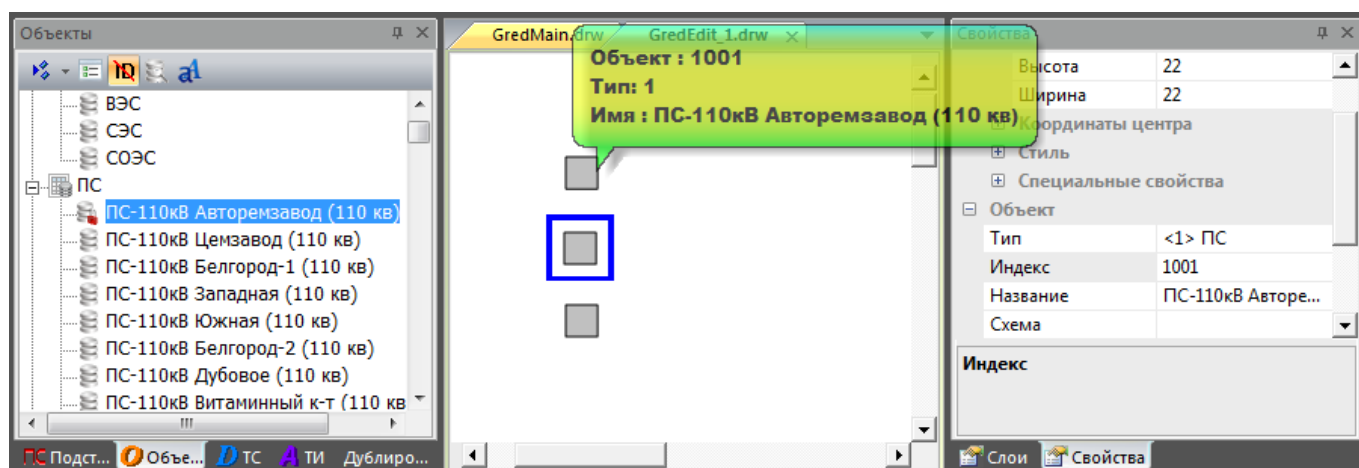 Объекты
ID
a1
ВЭС
СЭС
СОЭС
ПС
ПС-110кВ Авторемзавод (110 кв)
ПС-110кВ Цемзавод (110 кв)
ПС-110кВ Белгород-1 (110 кв)
ПС-110кВ Западная (110 кв)
ПС-110кВ Южная (110 кв)
ПС-110кВ Белгород-2 (110 кв)
ПС-110кВ Дубовое (110 кв)
ПС-110кВ Витаминный к-т (110 кв
ПС Подст... Объе... D ТС А ТИ Дублиро...
GredMain.drw GredEdit_1.drw
Объект : 1001
Тип: 1
Имя : ПС-110кВ Авторемзавод (110 кв)
Свойства
Высота 22
Ширина 22
Координаты центра
Стиль
Специальные свойства
Объект
Тип <1> ПС
Индекс 1001
Название ПС-110кВ Авторе...
Схема
Индекс
Слои Свойства